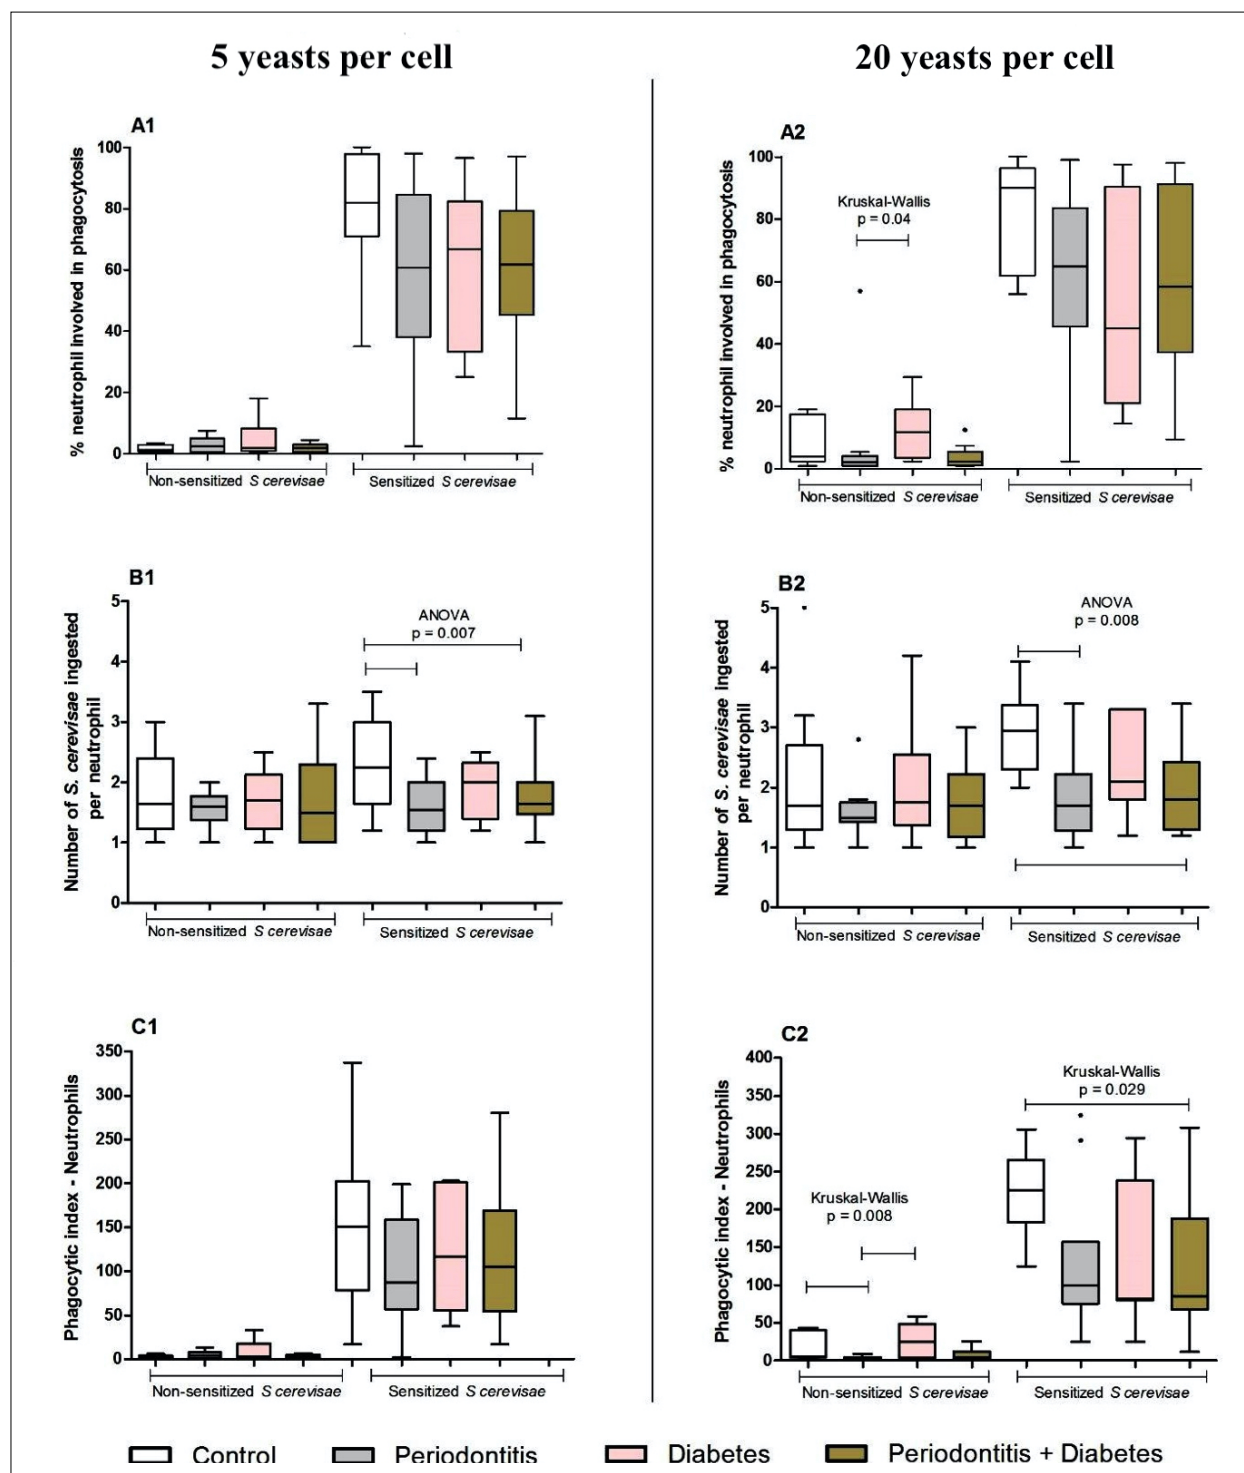 5 yeasts per cell
20 yeasts per cell
A1
% neutrophil involved in phagocytosis
100
80
60
40
20
0
Non-sensitized S cerevisae
Sensitized S cerevisae
A2
% neutrophil involved in phagocytosis
100
80
60
40
20
0
Kruskal-Wallis
p = 0.04
Non-sensitized S cerevisae
Sensitized S cerevisae
B1
Number of S. cerevisae ingested
per neutrophil
5
4
3
2
1
0
ANOVA
p = 0.007
Non-sensitized S cerevisae
Sensitized S cerevisae
B2
Number of S. cerevisae ingested
per neutrophil
5
4
3
2
1
0
ANOVA
p = 0.008
Non-sensitized S cerevisae
Sensitized S cerevisae
C1
Phagocytic index - Neutrophils
350
300
250
200
150
100
50
0
Non-sensitized S cerevisae
Sensitized S cerevisae
C2
Phagocytic index - Neutrophils
400
350
300
250
200
150
100
50
0
Kruskal-Wallis
p = 0.008
Kruskal-Wallis
p = 0.029
Non-sensitized S cerevisae
Sensitized S cerevisae
Control
Periodontitis
Diabetes
Periodontitis + Diabetes